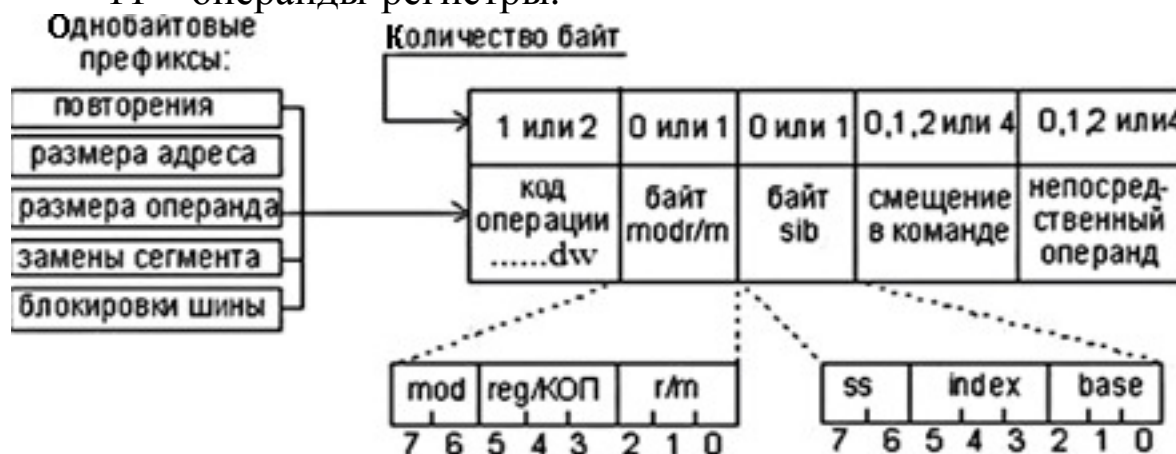 11 – операнды-регистры.
Однобайтовые
префиксы:
повторения
размера адреса
размера операнда
замены сегмента
блокировки шины
Количество байт
1 или 2
0 или 1
0 или 1
0,1,2 или 4
0,1,2 или4
код
операции
......dw
байт
modr/m
байт
sib
смещение
в команде
непосред-
ственный
операнд
mod
reg/КОП
r/m
7 6 5 4 3 2 1 0
ss
index
base
7 6 5 4 3 2 1 0